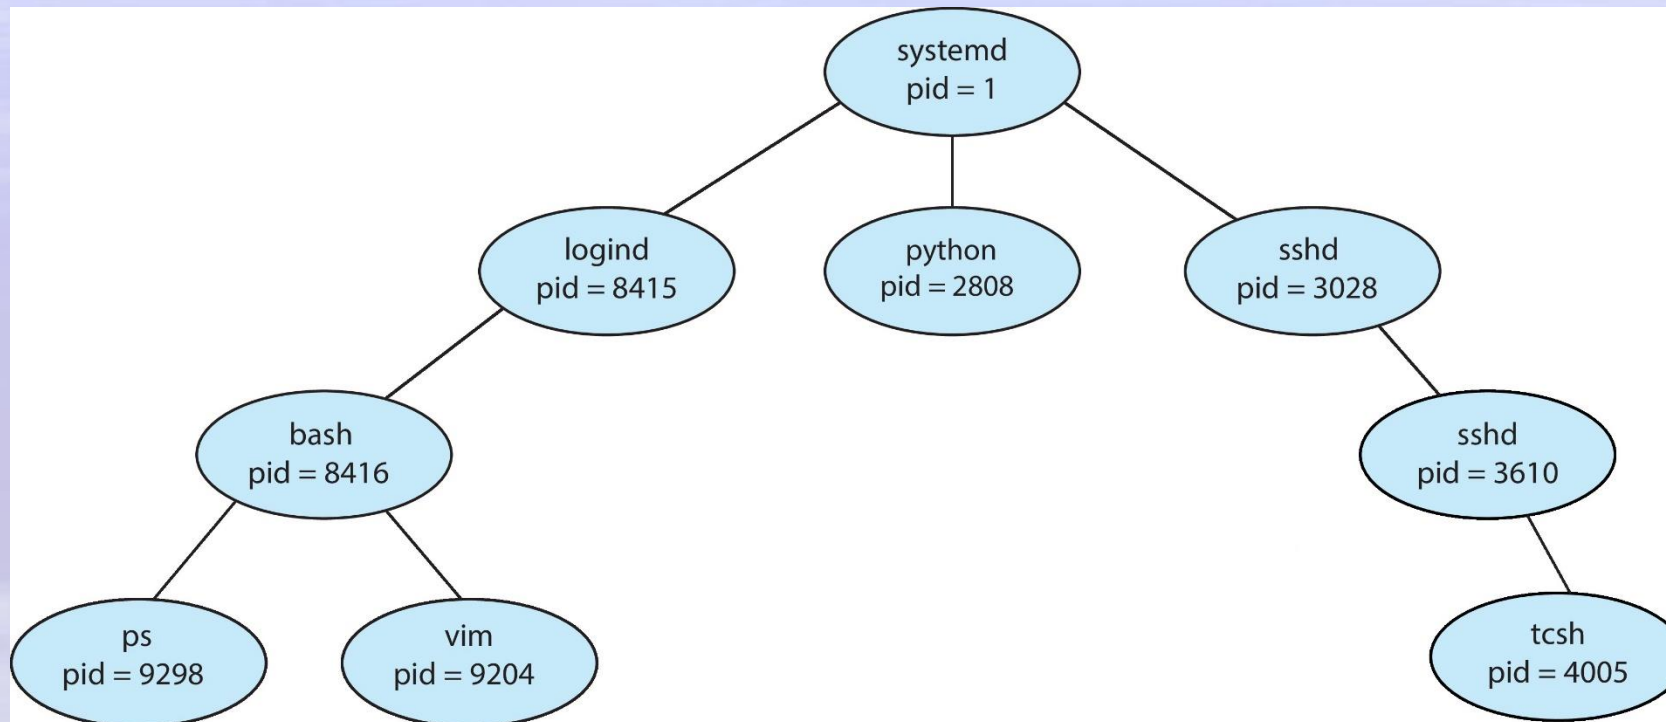 systemd
pid = 1
logind
pid = 8415
python
pid = 2808
sshd
pid = 3028
bash
pid = 8416
sshd
pid = 3610
ps
pid = 9298
vim
pid = 9204
tcsh
pid = 4005